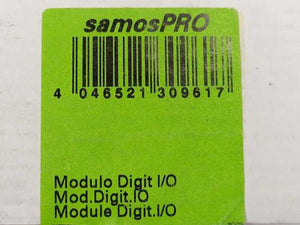 samosPRO
4 046521 309617
Modulo Digit I/O
Mod.Digit.IO
Module Digit.I/O